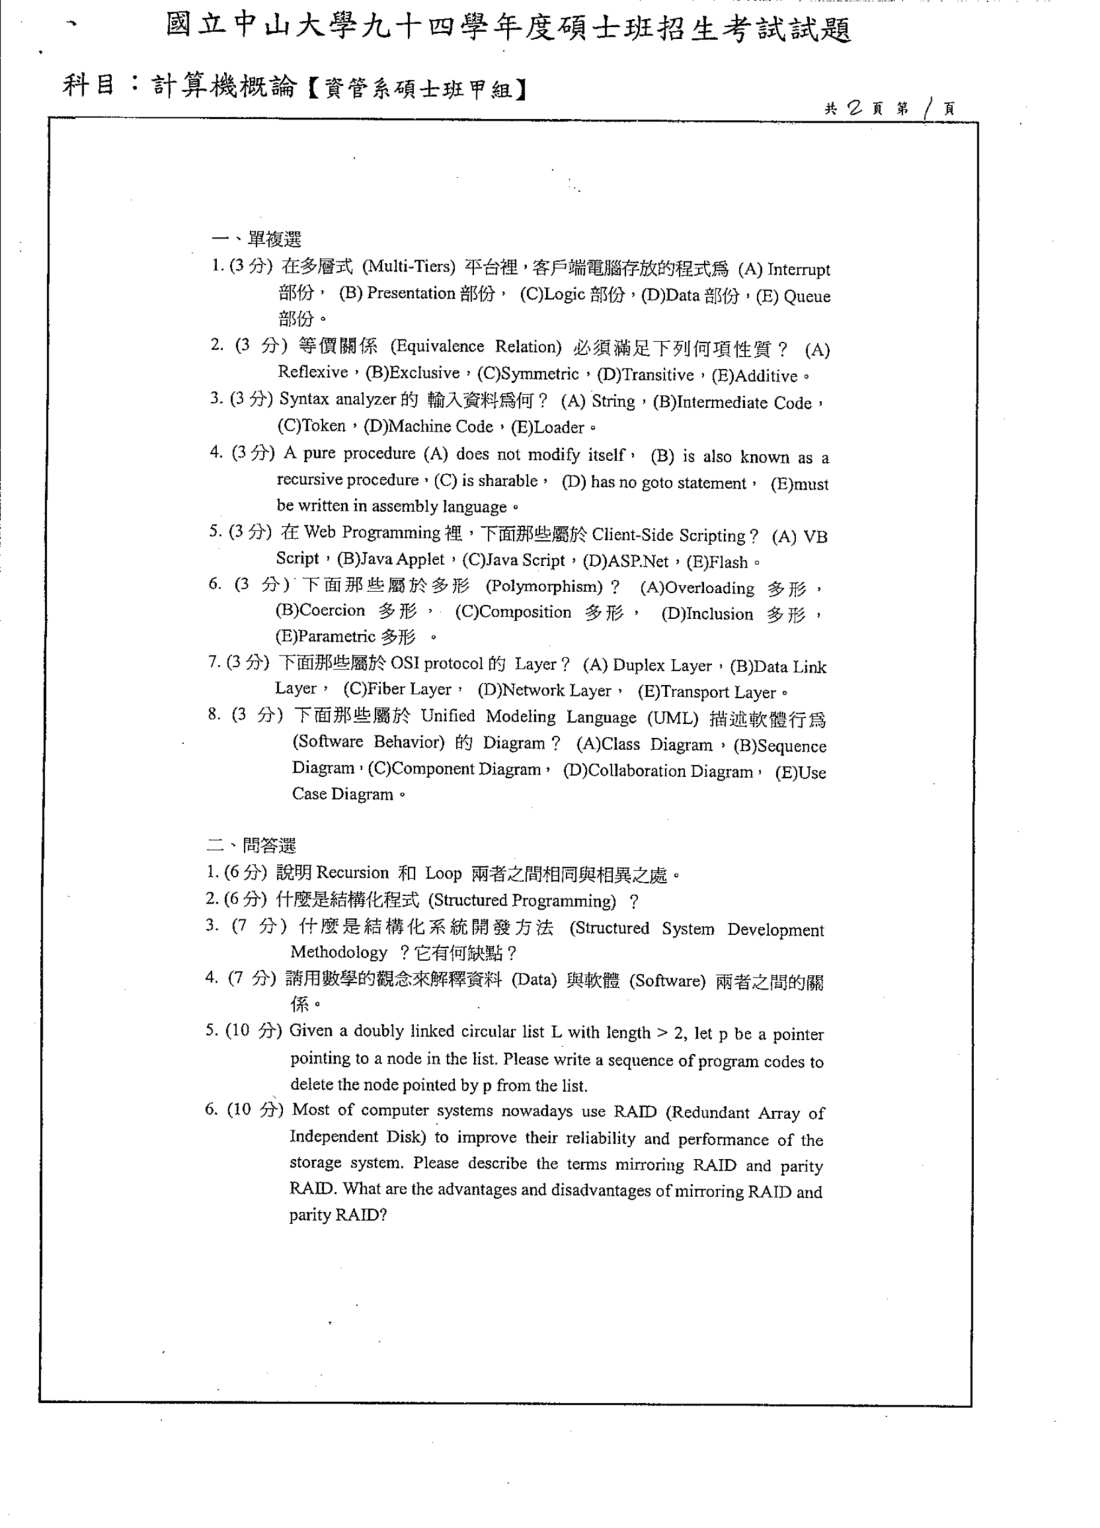 國立中山大學九十四學年度碩士班招生考試試題
科目：計算機概論【資管系碩士班甲組】
共2頁 第1頁
一、單複選
1. (3 分) 在多層式 (Multi-Tiers) 平台裡，客戶端電腦存放的程式為 (A) Interrupt
部份， (B) Presentation 部份， (C)Logic 部份，(D)Data 部份，(E) Queue
部份。
2. (3 分) 等價關係 (Equivalence Relation) 必須滿足下列何項性質？ (A)
Reflexive，(B)Exclusive，(C)Symmetric，(D)Transitive，(E)Additive。
3. (3 分) Syntax analyzer 的 輸入資料為何？ (A) String，(B)Intermediate Code，
(C)Token，(D)Machine Code，(E)Loader。
4. (3 分) A pure procedure (A) does not modify itself， (B) is also known as a
recursive procedure，(C) is sharable， (D) has no goto statement， (E)must
be written in assembly language。
5. (3 分) 在 Web Programming 裡，下面那些屬於 Client-Side Scripting？ (A) VB
Script，(B)Java Applet，(C)Java Script，(D)ASP.Net，(E)Flash。
6. (3 分) 下面那些屬於多形 (Polymorphism)？ (A)Overloading 多形，
(B)Coercion 多形， (C)Composition 多形， (D)Inclusion 多形，
(E)Parametric 多形 。
7. (3 分) 下面那些屬於 OSI protocol 的 Layer？ (A) Duplex Layer，(B)Data Link
Layer， (C)Fiber Layer， (D)Network Layer， (E)Transport Layer。
8. (3 分) 下面那些屬於 Unified Modeling Language (UML) 描述軟體行為
(Software Behavior) 的 Diagram？ (A)Class Diagram，(B)Sequence
Diagram，(C)Component Diagram， (D)Collaboration Diagram， (E)Use
Case Diagram。
二、問答選
1. (6 分) 說明 Recursion 和 Loop 兩者之間相同與相異之處。
2. (6 分) 什麼是結構化程式 (Structured Programming) ？
3. (7 分) 什麼是結構化系統開發方法 (Structured System Development
Methodology ？它有何缺點？
4. (7 分) 請用數學的觀念來解釋資料 (Data) 與軟體 (Software) 兩者之間的關
係。
5. (10 分) Given a doubly linked circular list L with length > 2, let p be a pointer
pointing to a node in the list. Please write a sequence of program codes to
delete the node pointed by p from the list.
6. (10 分) Most of computer systems nowadays use RAID (Redundant Array of
Independent Disk) to improve their reliability and performance of the
storage system. Please describe the terms mirroring RAID and parity
RAID. What are the advantages and disadvantages of mirroring RAID and
parity RAID?